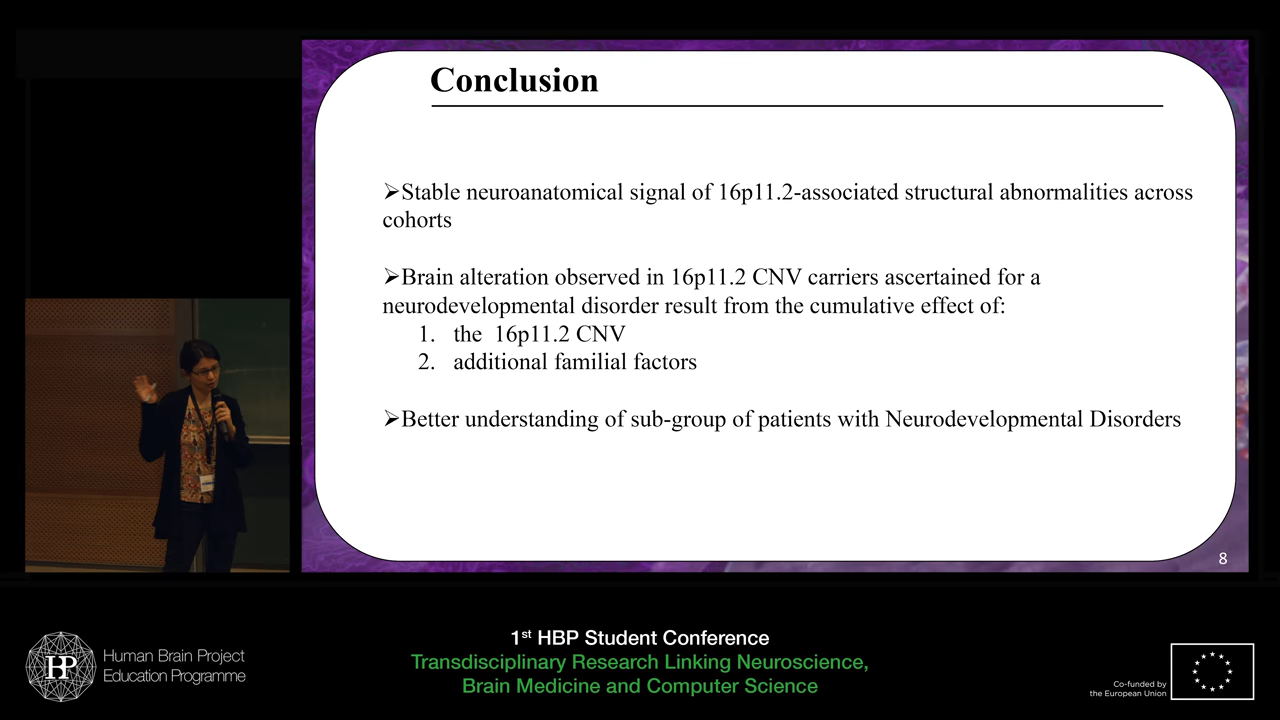 Conclusion
➢Stable neuroanatomical signal of 16p11.2-associated structural abnormalities across
cohorts
➢Brain alteration observed in 16p11.2 CNV carriers ascertained for a
neurodevelopmental disorder result from the cumulative effect of:
1. the 16p11.2 CNV
2. additional familial factors
➢Better understanding of sub-group of patients with Neurodevelopmental Disorders
8
HBP
Human Brain Project
Education Programme
1st HBP Student Conference
Transdisciplinary Research Linking Neuroscience,
Brain Medicine and Computer Science
Co-funded by
the European Union